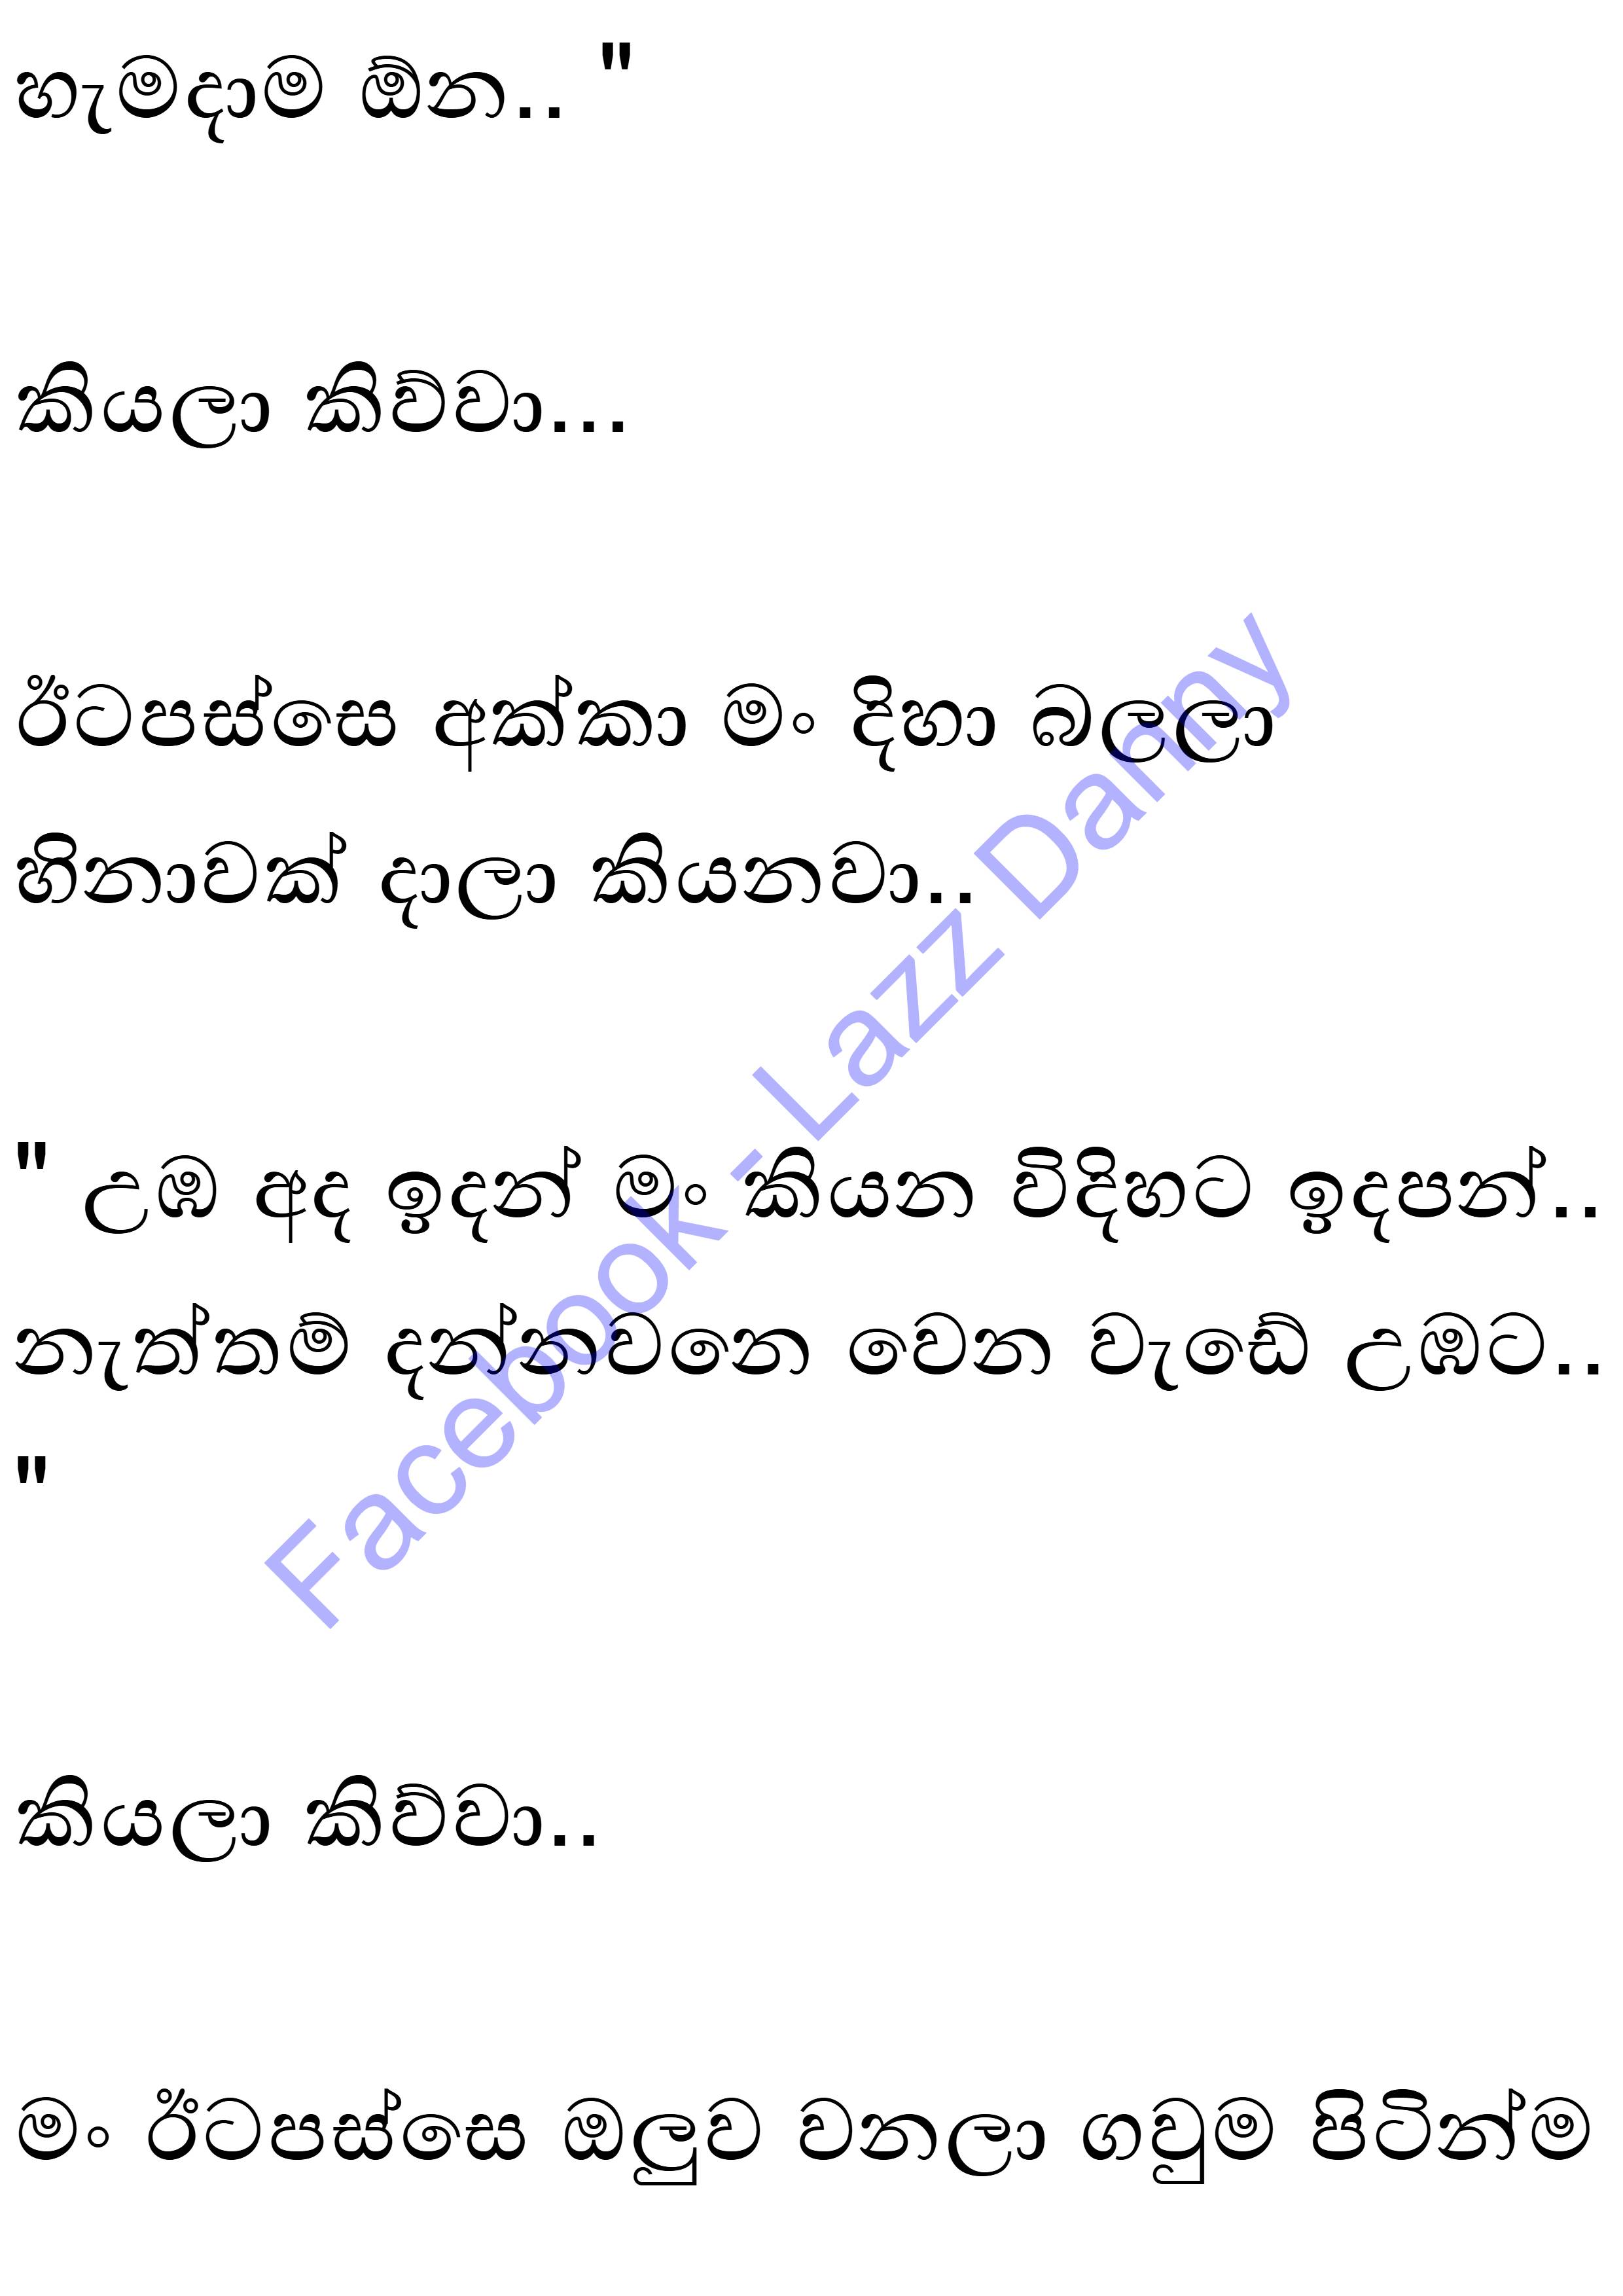 හැමදාම ඕන.. "
කියලා කිව්වා...
ඊටපස්සෙ අක්කා මං දිහා බලලා
හිනාවක් දාලා කියනවා..
" උඹ අද ඉදන් මං කියන විදිහට ඉදපන්..
නැත්තම් දන්නවනෙ වෙන වැඩේ උඹට..
"
කියලා කිව්වා..
මං ඊටපස්සෙ ඔලුව වනලා ගවුම පිටින්ම
Facebook - Lazz Danny